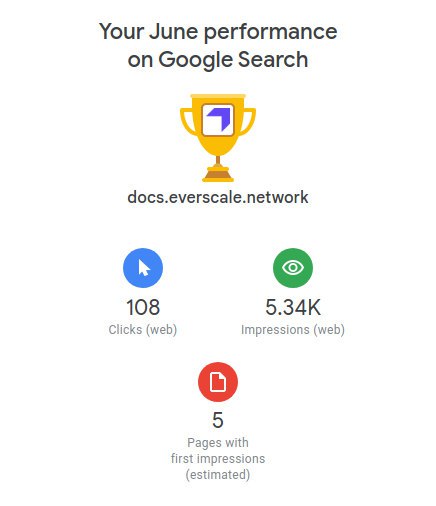 Your June performance
on Google Search
docs.everscale.network
108
Clicks (web)
5.34K
Impressions (web)
5
Pages with
first impressions
(estimated)